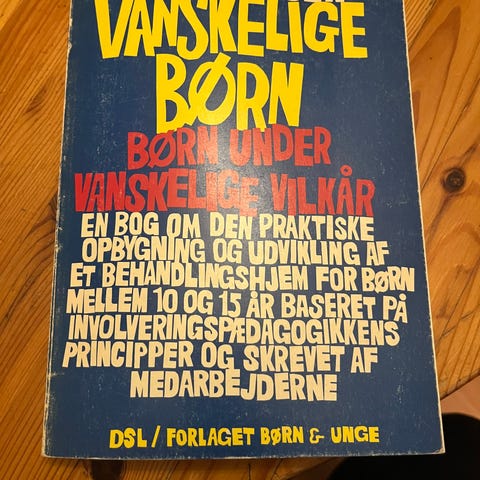 VANSKELIGE
BØRN
BØRN UNDER
VANSKELIGE VILKÅR
EN BOG OM DEN PRAKTISKE
OPBYGNING OG UDVIKLING AF
ET BEHANDLINGSHJEM FOR BØRN
MELLEM 10 OG 15 ÅR BASERET PÅ
INVOLVERINGSPÆDAGOGIKKENS
PRINCIPPER OG SKREVET AF
MEDARBEJDERNE
DSL / FORLAGET BØRN & UNGE